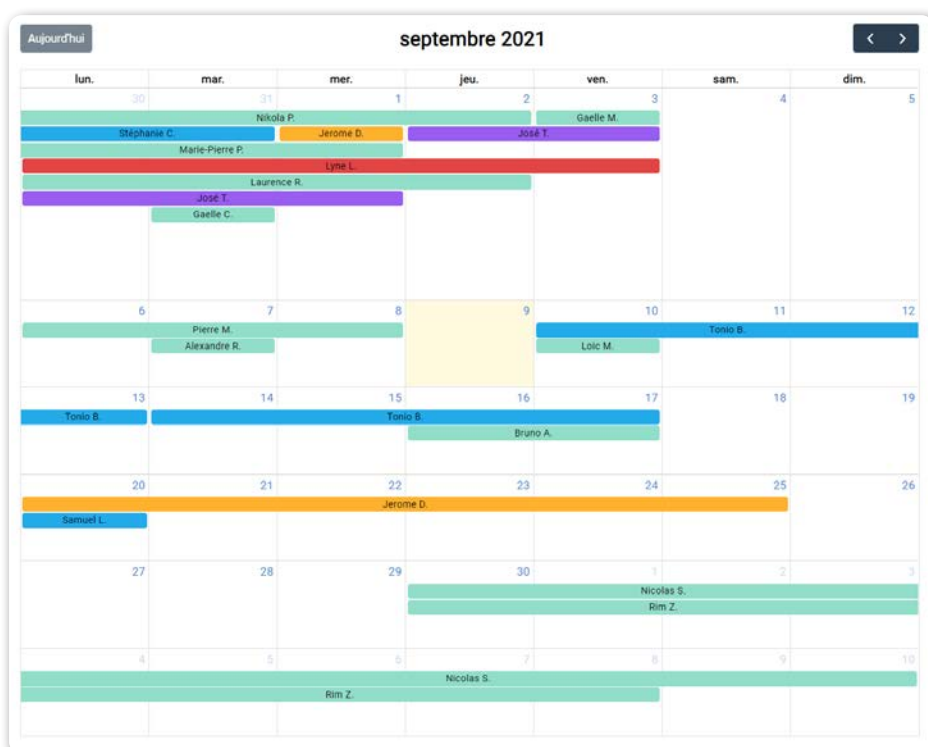 Aujourd'hui septembre 2021
lun. mar. mer. jeu. ven. sam. dim.
30 31 1 2 3 4 5
Nikola P. Gaelle M.
Stéphanie C. Jerome D. José T.
Marie-Pierre P.
Lyne L.
Laurence R.
José T.
Gaelle C.
6 7 8 9 10 11 12
Pierre M. Tonio B.
Alexandre R. Loic M.
13 14 15 16 17 18 19
Tonio B. Tonio B.
Bruno A.
20 21 22 23 24 25 26
Jerome D.
Samuel L.
27 28 29 30 1 2 3
Nicolas S.
Rim Z.
4 5 6 7 8 9 10
Nicolas S.
Rim Z.